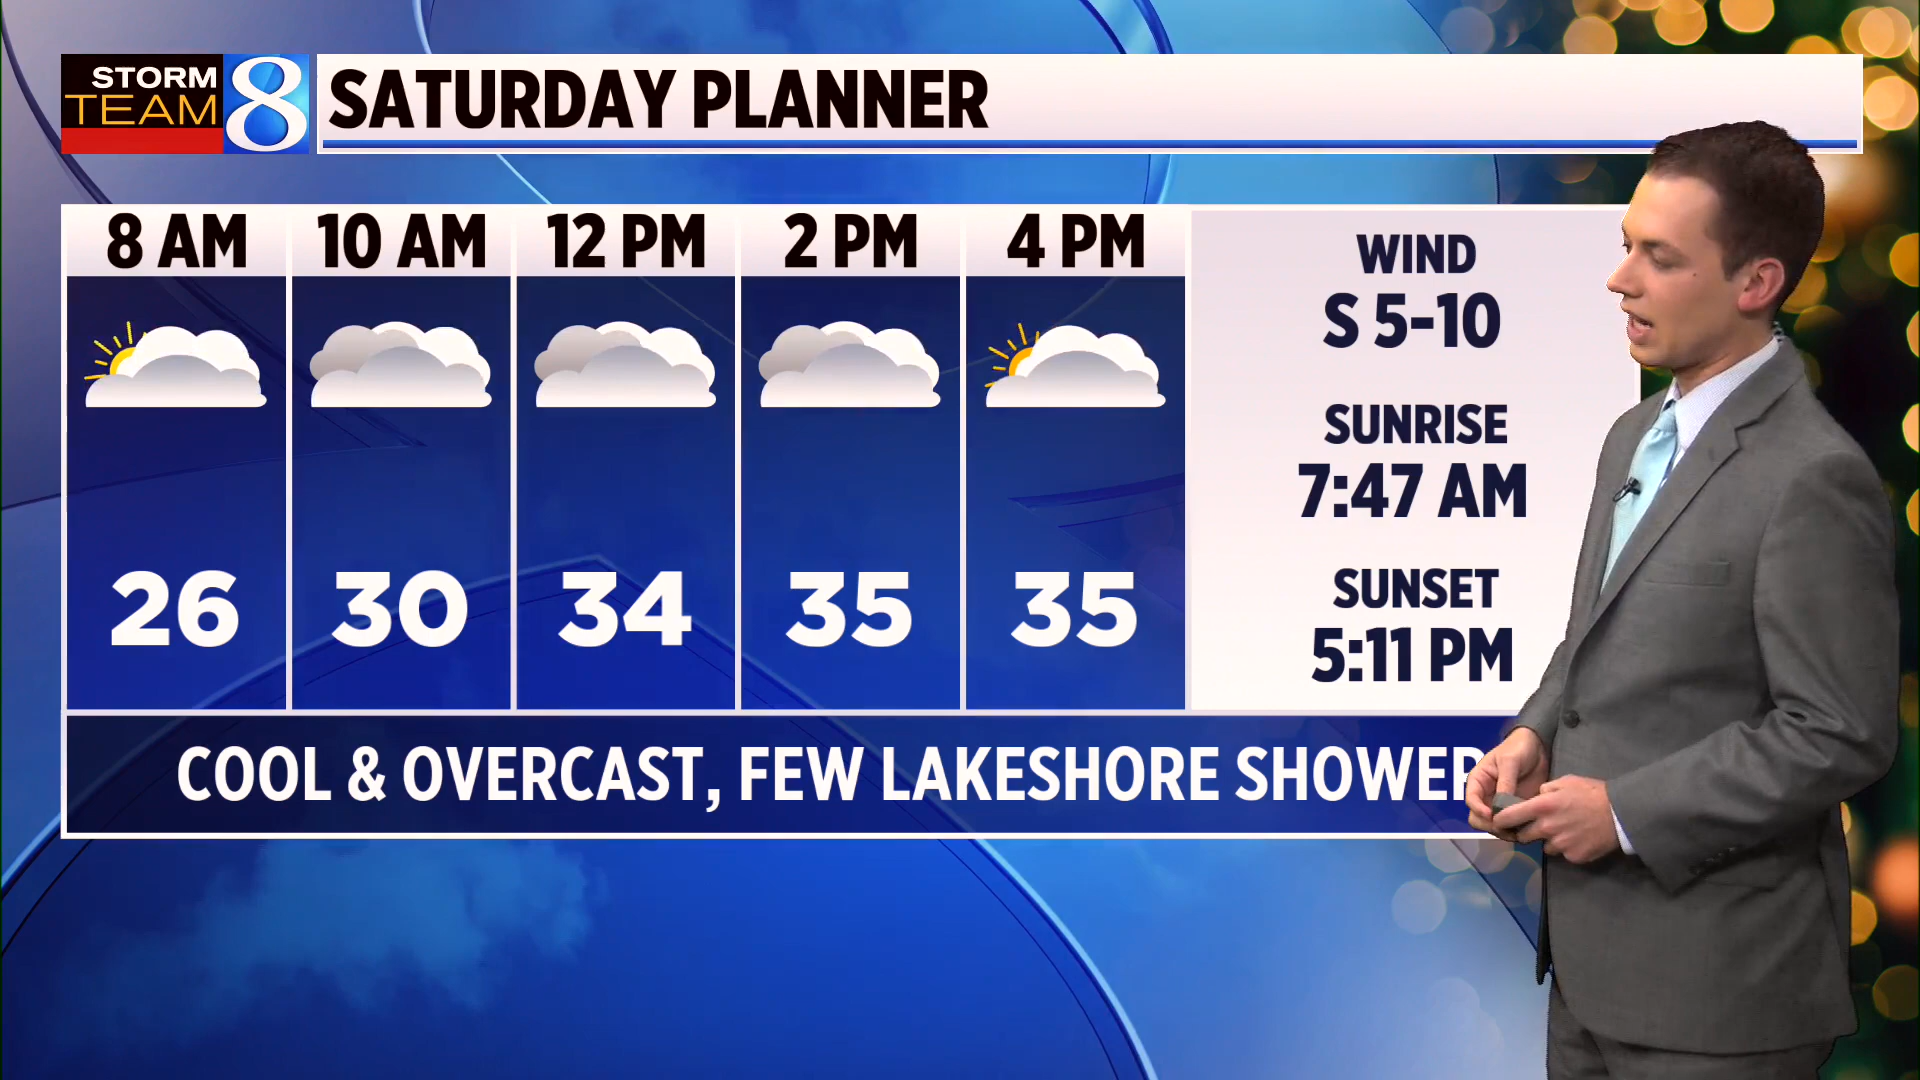 STORM
TEAM
8
SATURDAY PLANNER
8 AM
10 AM
12 PM
2 PM
4 PM
26
30
34
35
35
WIND
S 5-10
SUNRISE
7:47 AM
SUNSET
5:11 PM
COOL & OVERCAST, FEW LAKESHORE SHOWER